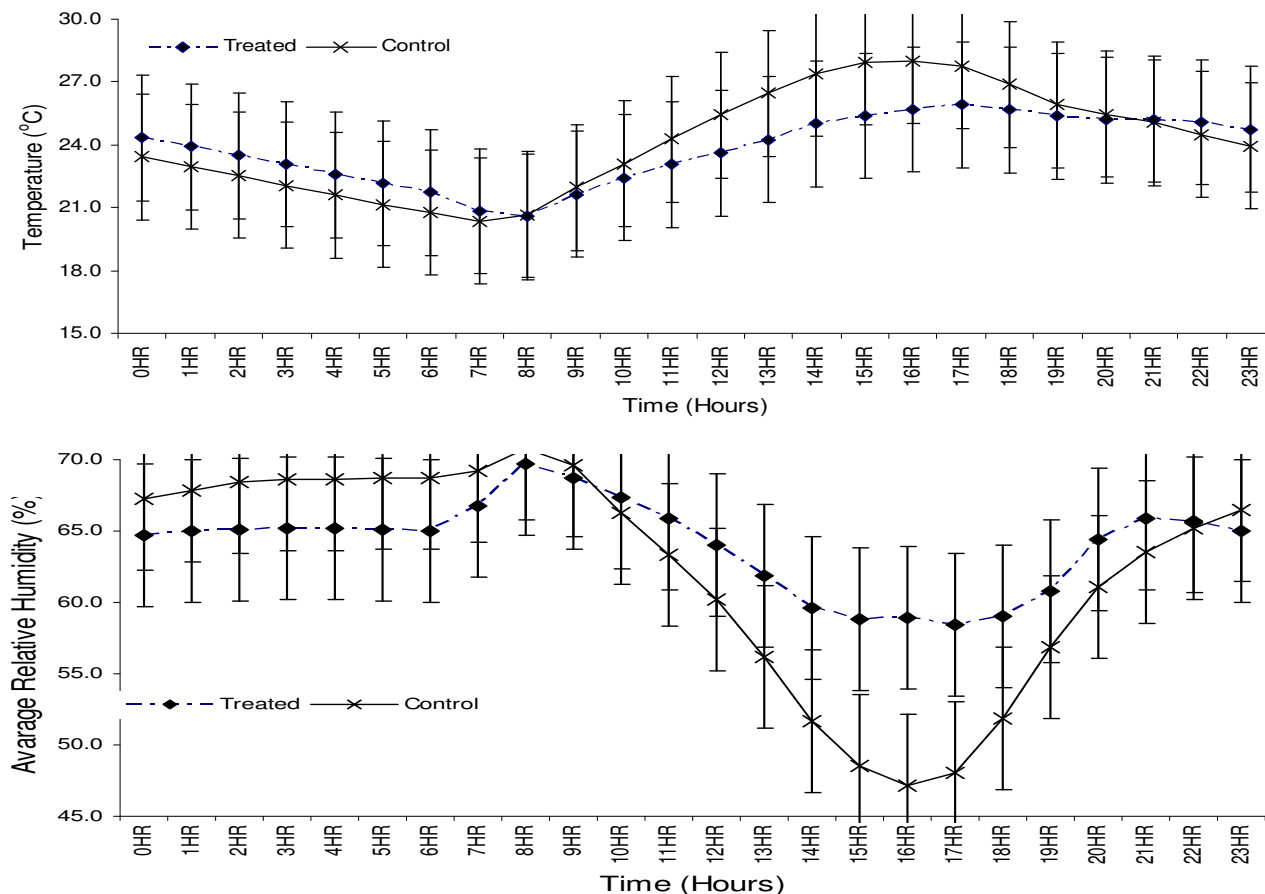 30.0
Treated Control
27.0
24.0
21.0
18.0
15.0
Temperature (⁰C)
0HR 1HR 2HR 3HR 4HR 5HR 6HR 7HR 8HR 9HR 10HR 11HR 12HR 13HR 14HR 15HR 16HR 17HR 18HR 19HR 20HR 21HR 22HR 23HR
Time (Hours)
70.0
65.0
60.0
55.0
Treated Control
50.0
45.0
Avarage Relative Humidity (%)
0HR 1HR 2HR 3HR 4HR 5HR 6HR 7HR 8HR 9HR 10HR 11HR 12HR 13HR 14HR 15HR 16HR 17HR 18HR 19HR 20HR 21HR 22HR 23HR
Time (Hours)